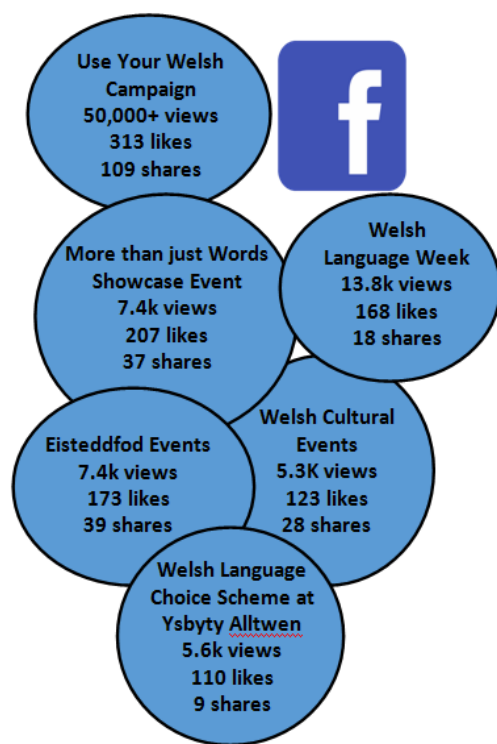 Use Your Welsh
Campaign
50,000+ views
313 likes
109 shares
f
More than just Words
Showcase Event
7.4k views
207 likes
37 shares
Welsh
Language Week
13.8k views
168 likes
18 shares
Eisteddfod Events
7.4k views
173 likes
39 shares
Welsh Cultural
Events
5.3K views
123 likes
28 shares
Welsh Language
Choice Scheme at
Ysbyty Alltwen
5.6k views
110 likes
9 shares